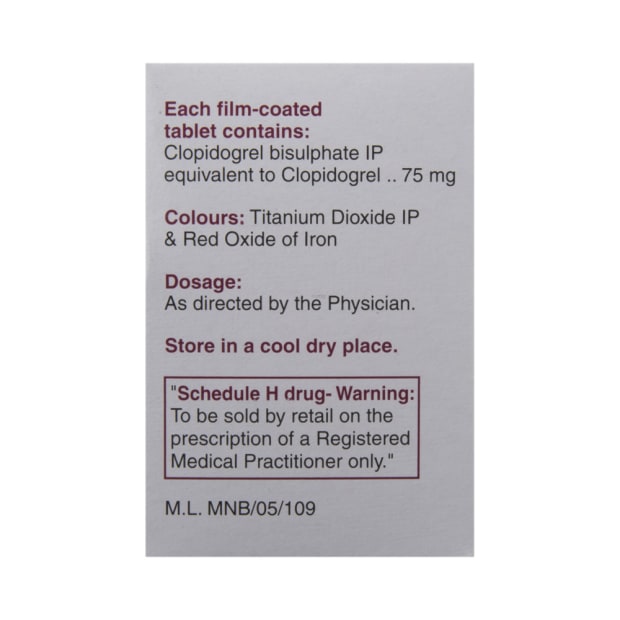 Each film-coated
tablet contains:
Clopidogrel bisulphate IP
equivalent to Clopidogrel .. 75 mg
Colours: Titanium Dioxide IP
& Red Oxide of Iron
Dosage:
As directed by the Physician.
Store in a cool dry place.
"Schedule H drug- Warning:
To be sold by retail on the
prescription of a Registered
Medical Practitioner only."
M.L. MNB/05/109